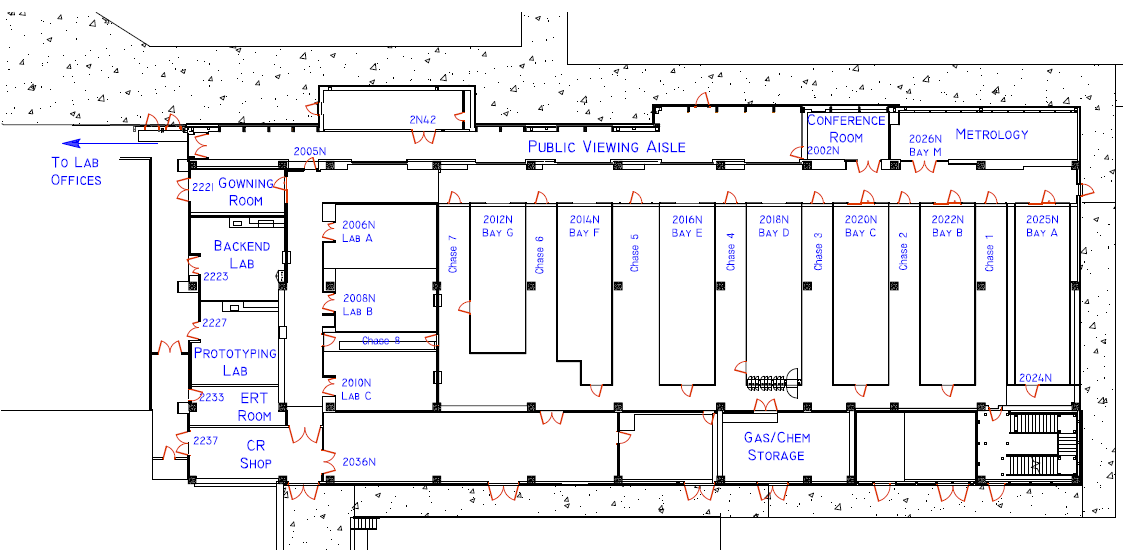 2N42
CONFERENCE
ROOM
2002N
2026N
BAY M
METROLOGY
PUBLIC VIEWING AISLE
2005N
TO LAB
OFFICES
2221
GOWNING
ROOM
2006N
LAB A
2012N
BAY G
2014N
BAY F
2016N
BAY E
2018N
BAY D
2020N
BAY C
2022N
BAY B
2025N
BAY A
Chase 7
Chase 6
Chase 5
Chase 4
Chase 3
Chase 2
Chase 1
BACKEND
LAB
2223
2008N
LAB B
2227
PROTOTYPING
LAB
Chase 8
2010N
LAB C
2024N
2233
ERT
ROOM
2237
CR
SHOP
2036N
GAS/CHEM
STORAGE